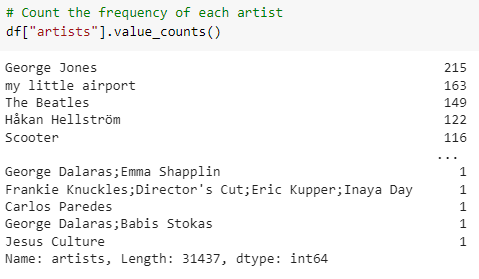 # Count the frequency of each artist
df["artists"].value_counts()
George Jones 215
my little airport 163
The Beatles 149
Håkan Hellström 122
Scooter 116
...
George Dalaras;Emma Shapplin 1
Frankie Knuckles;Director's Cut;Eric Kupper;Inaya Day 1
Carlos Paredes 1
George Dalaras;Babis Stokas 1
Jesus Culture 1
Name: artists, Length: 31437, dtype: int64